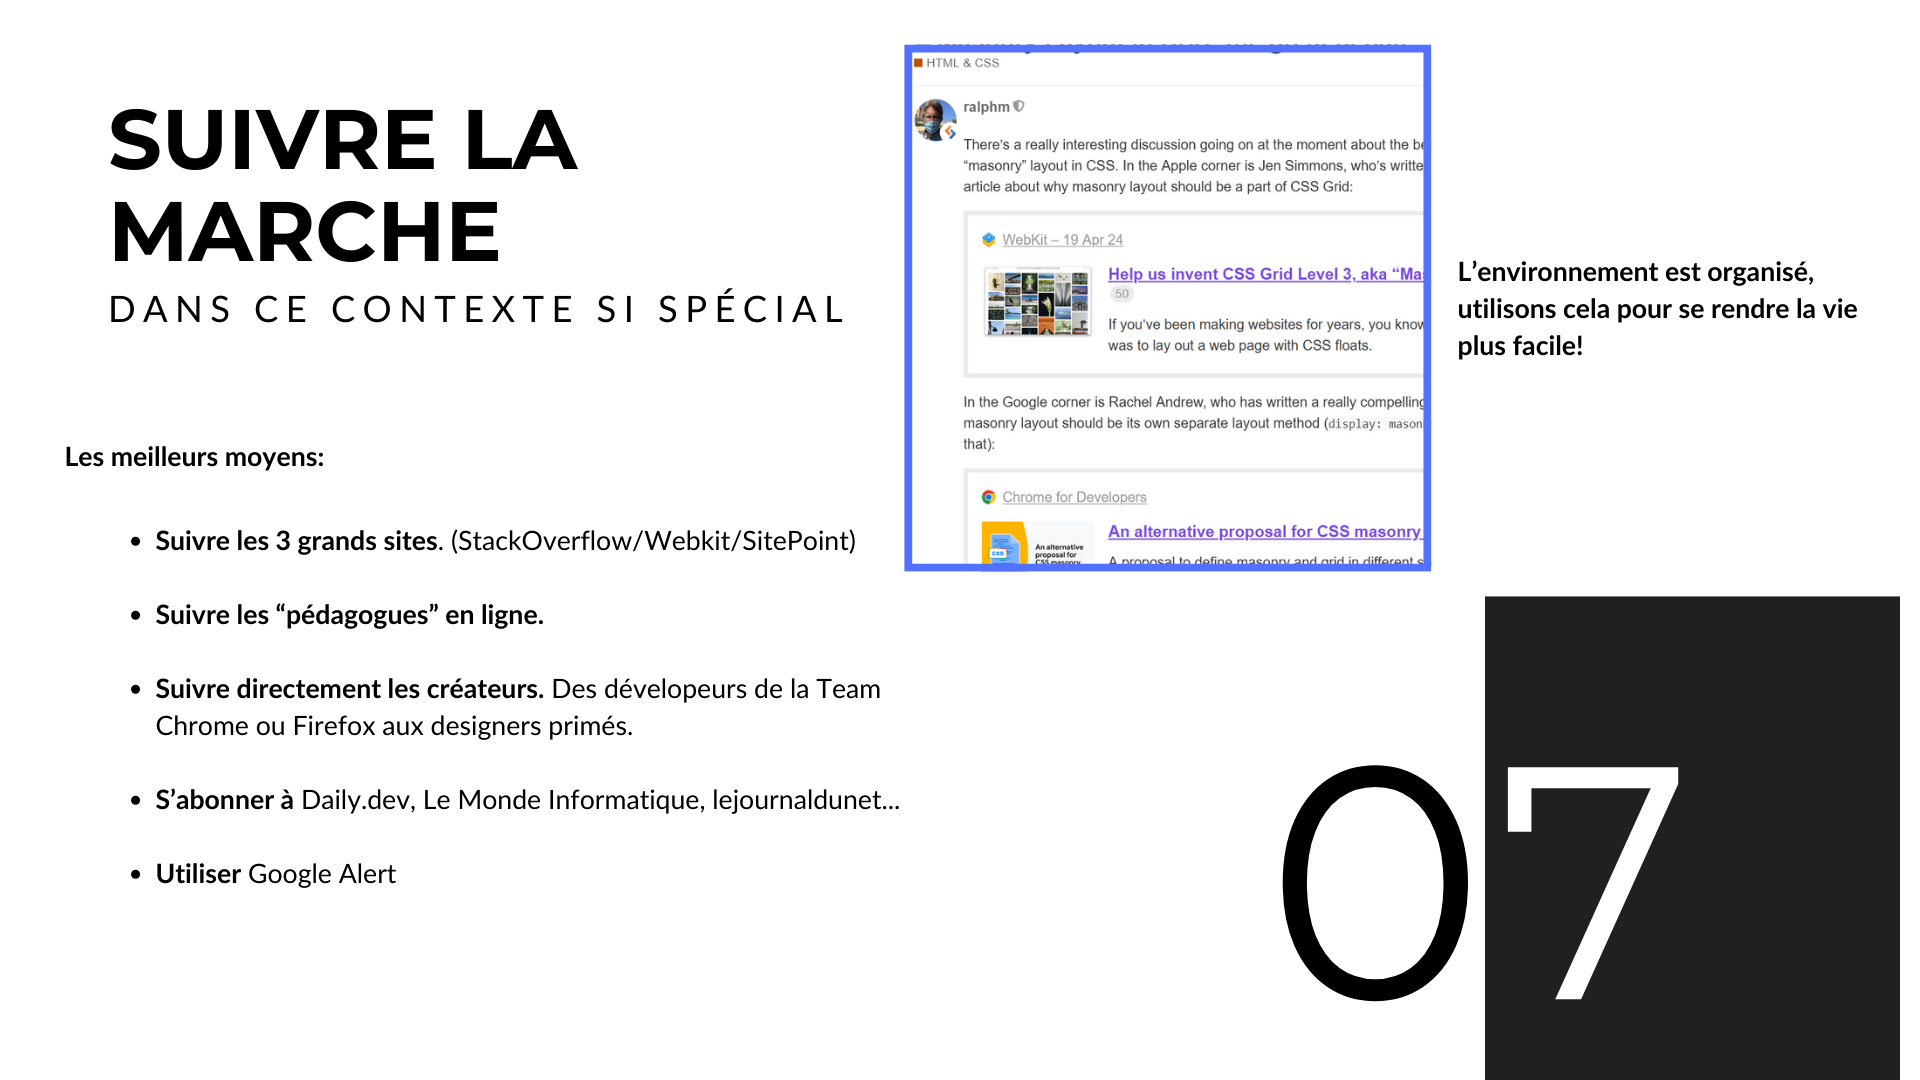 SUIVRE LA
MARCHE
DANS CE CONTEXTE SI SPÉCIAL
Les meilleurs moyens:
• Suivre les 3 grands sites. (StackOverflow/Webkit/SitePoint)
• Suivre les “pédagogues” en ligne.
• Suivre directement les créateurs. Des dévelopeurs de la Team
Chrome ou Firefox aux designers primés.
• S’abonner à Daily.dev, Le Monde Informatique, lejournaldunet...
• Utiliser Google Alert
HTML & CSS
ralphm
There’s a really interesting discussion going on at the moment about the be
“masonry” layout in CSS. In the Apple corner is Jen Simmons, who’s writte
article about why masonry layout should be a part of CSS Grid:
WebKit – 19 Apr 24
Help us invent CSS Grid Level 3, aka “Mas
50
If you’ve been making websites for years, you know
was to lay out a web page with CSS floats.
In the Google corner is Rachel Andrew, who has written a really compelling
masonry layout should be its own separate layout method (display: mason
that):
Chrome for Developers
An alternative proposal for CSS masonry
An alternative
proposal for
CSS masonry
CSS
A proposal to define masonry and grid in different s
L’environnement est organisé,
utilisons cela pour se rendre la vie
plus facile!
07